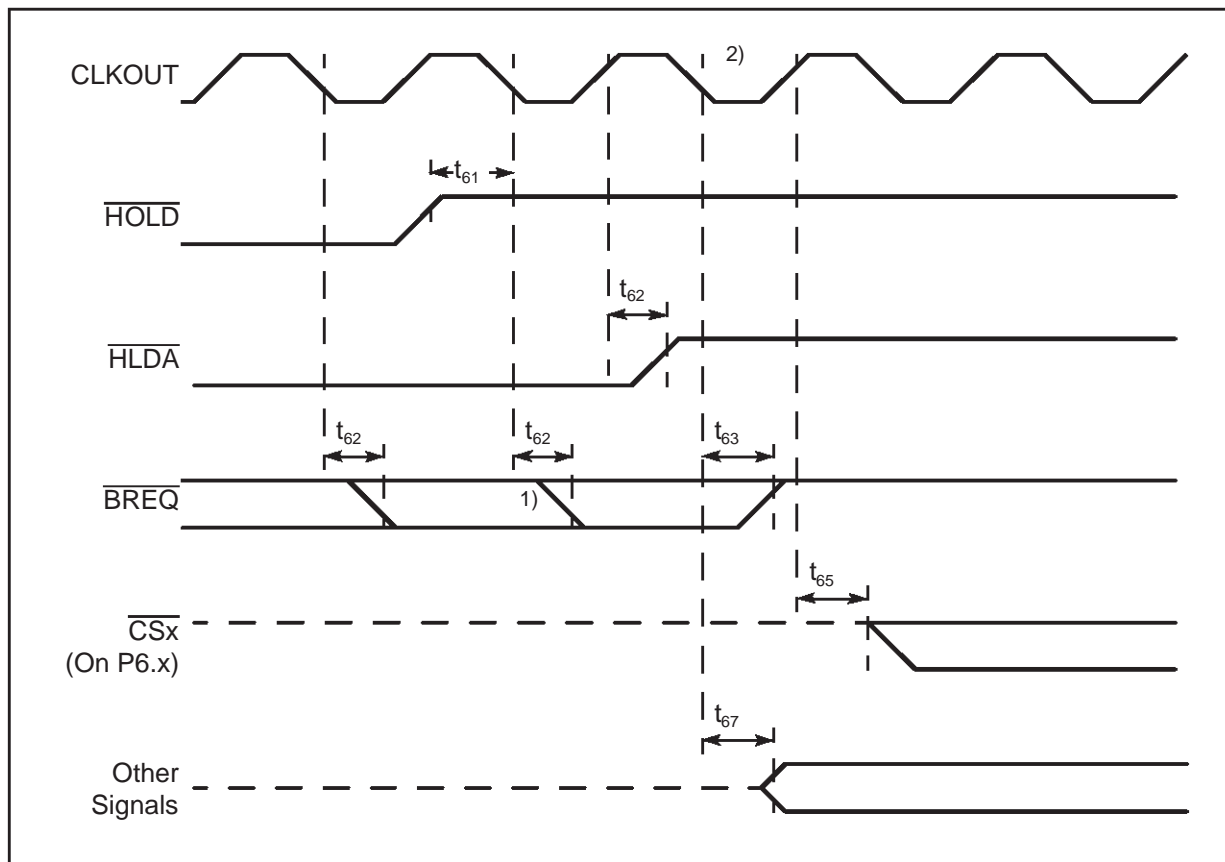 CLKOUT
2)
t61
HOLD
t62
HLDA
t62
t62
t63
BREQ
1)
t65
CSx
(On P6.x)
t67
Other
Signals